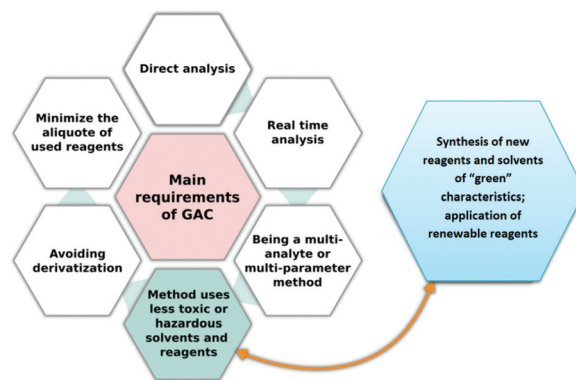 Direct analysis
Minimize the
aliquote of
used reagents
Real time
analysis
Main
requirements
of GAC
Avoiding
derivatization
Being a multi-
analyte or
multi-parameter
method
Method uses
less toxic or
hazardous
solvents and
reagents
Synthesis of new
reagents and solvents
of “green”
characteristics;
application of
renewable reagents